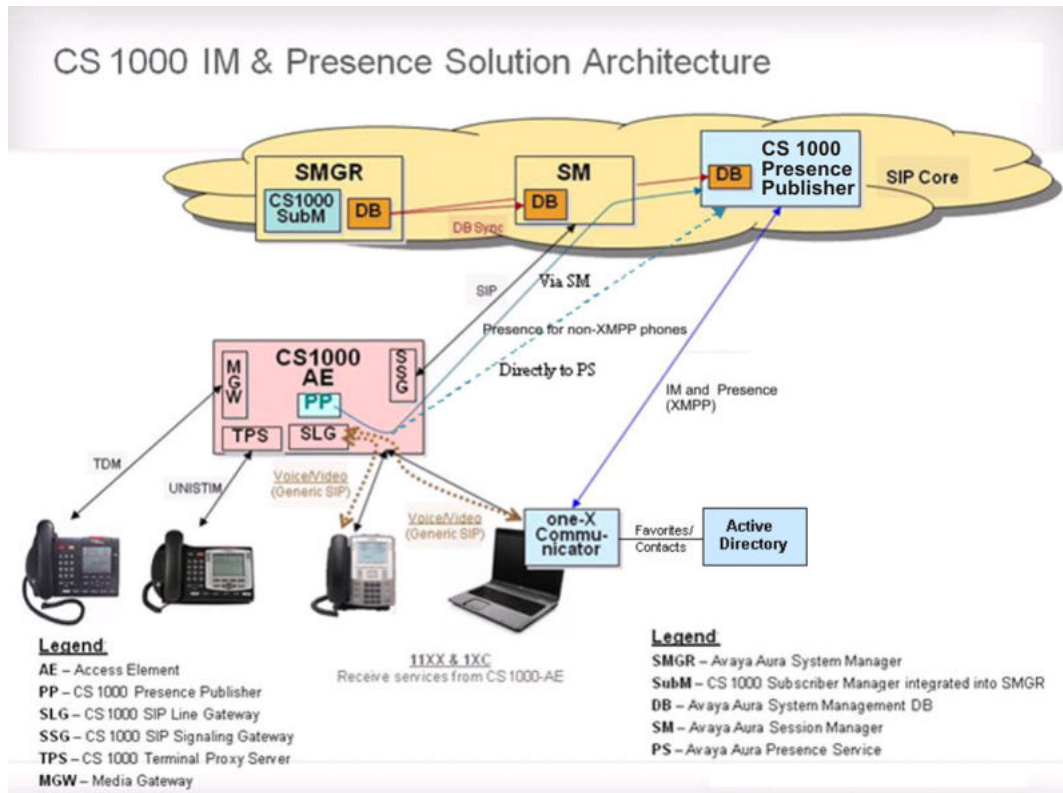 CS 1000 IM & Presence Solution Architecture
SMGR
CS1000
SubM
DB
SM
DB
CS 1000
Presence
Publisher
DB
SIP Core
DB Sync
SIP
Via SM
Presence for non-XMPP phones
Directly to PS
IM and Presence
(XMPP)
CS1000
AE
MGW
SSG
PP
TPS
SLG
TDM
UNISTIM
Voice/Video
(Generic SIP)
Voice/Video
(Generic SIP)
one-X
Commu-
nicator
Favorites/
Contacts
Active
Directory
11XX & 1XC
Receive services from CS 1000-AE
Legend:
AE – Access Element
PP – CS 1000 Presence Publisher
SLG – CS 1000 SIP Line Gateway
SSG – CS 1000 SIP Signaling Gateway
TPS – CS 1000 Terminal Proxy Server
MGW – Media Gateway
Legend:
SMGR – Avaya Aura System Manager
SubM – CS 1000 Subscriber Manager integrated into SMGR
DB – Avaya Aura System Management DB
SM – Avaya Aura Session Manager
PS – Avaya Aura Presence Service